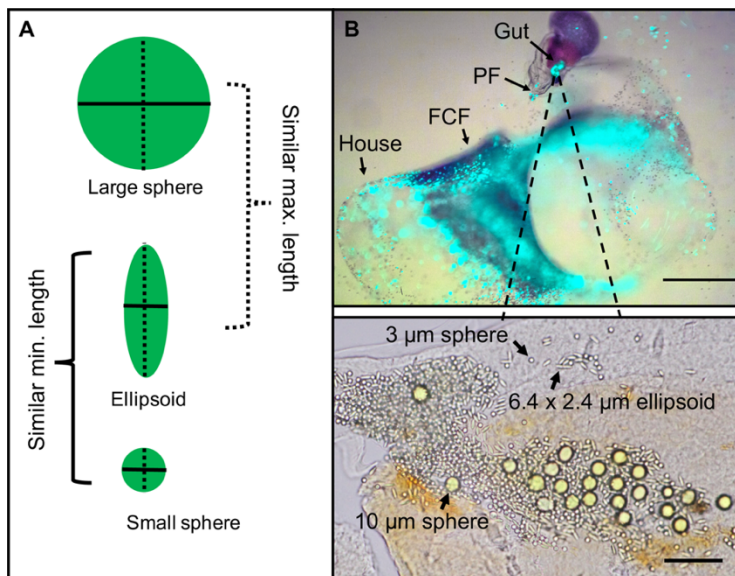 A
Large sphere
Similar max. length
Similar min. length
Ellipsoid
Small sphere
B
Gut
PF
FCF
House
3 µm sphere
6.4 x 2.4 µm ellipsoid
10 µm sphere